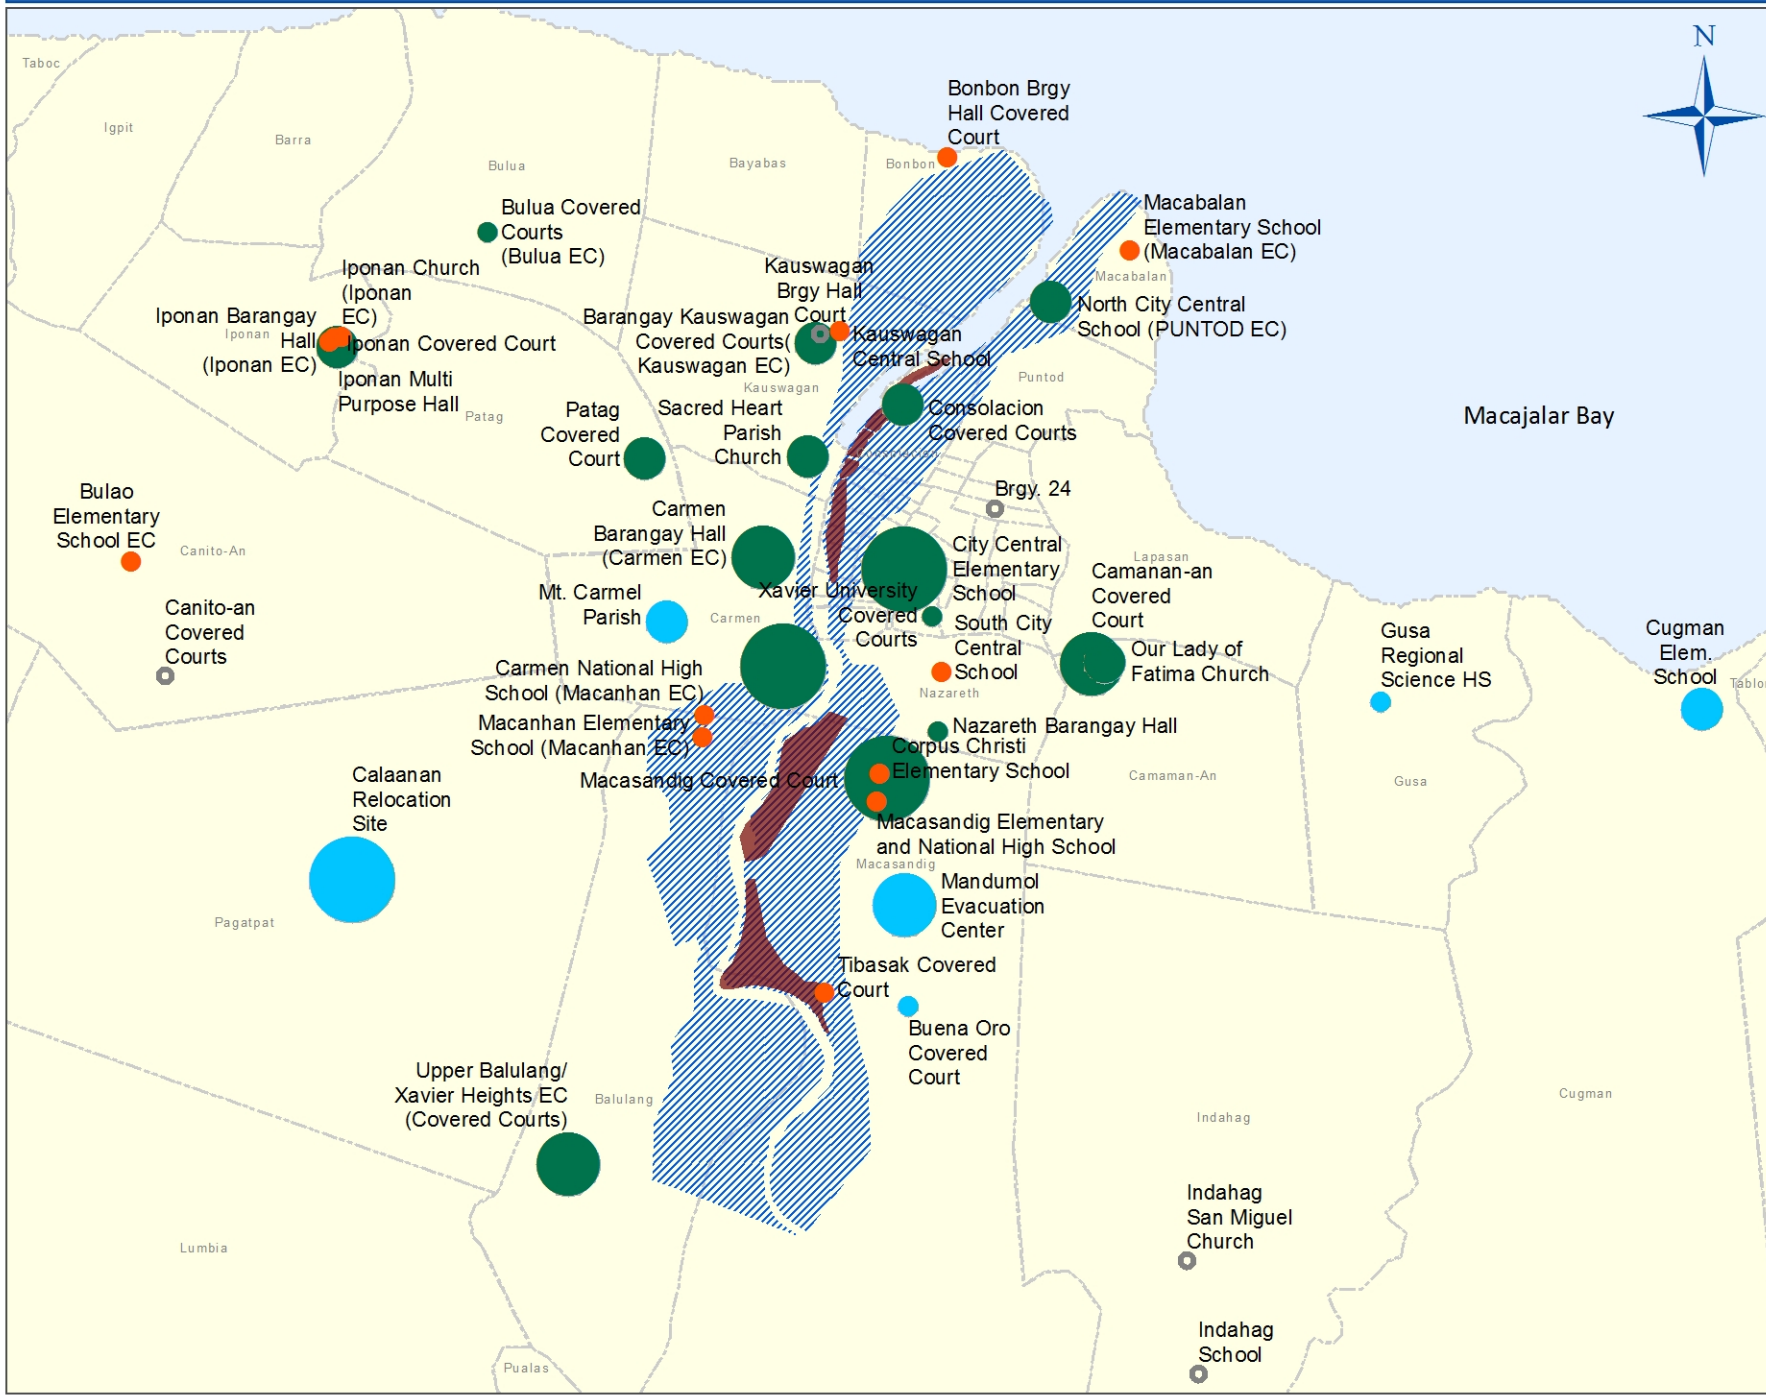 N
Taboc
Igpit
Barra
Bulua
Bayabas
Bonbon
Bonbon Brgy
Hall Covered
Court
Macabalan
Elementary School
(Macabalan EC)
Macabalan
Bulua Covered
Courts
(Bulua EC)
Iponan Church
(Iponan
EC)
Iponan Barangay
Hall
(Iponan EC)
Iponan
Iponan Covered Court
Iponan Multi
Purpose Hall
Patag
Kauswagan
Brgy Hall
Court
Barangay Kauswagan
Covered Courts(
Kauswagan EC)
Kauswagan
Central School
Kauswagan
North City Central
School (PUNTOD EC)
Puntod
Macajalar Bay
Patag
Covered
Court
Sacred Heart
Parish
Church
Consolacion
Covered Courts
Brgy. 24
Bulao
Elementary
School EC
Canito-An
Canito-an
Covered
Courts
Carmen
Barangay Hall
(Carmen EC)
Mt. Carmel
Parish
Carmen
City Central
Elementary
School
Xavier University
Covered
Courts
South City
Central
School
Nazareth
Lapasan
Camanan-an
Covered
Court
Our Lady of
Fatima Church
Gusa
Regional
Science HS
Cugman
Elem.
School
Carmen National High
School (Macanhan EC)
Macanhan Elementary
School (Macanhan EC)
Nazareth Barangay Hall
Corpus Christi
Elementary School
Macasandig Covered Court
Macasandig Elementary
and National High School
Macasandig
Camaman-An
Gusa
Calaanan
Relocation
Site
Pagatpat
Mandumol
Evacuation
Center
Tibasak Covered
Court
Buena Oro
Covered
Court
Upper Balulang/
Xavier Heights EC
(Covered Courts)
Balulang
Cugman
Indahag
Indahag
San Miguel
Church
Lumbia
Indahag
School
Pualas